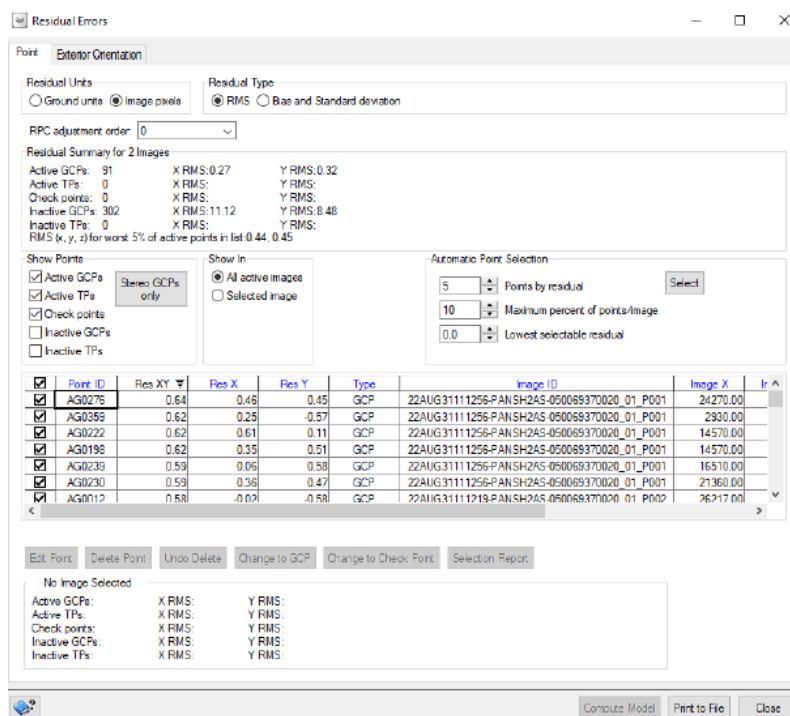 Residual Errors
Point Exterior Orientation
Residual Units
Ground units Image pixels
Residual Type
RMS Bias and Standard deviation
RPC adjustment order: 0
Residual Summary for 2 Images
Active GCPs: 91 X RMS:0.27 Y RMS:0.32
Active TPs: 0 X RMS: Y RMS:
Check points: 0 X RMS: Y RMS:
Inactive GCPs: 302 X RMS:11.12 Y RMS:8.48
Inactive TPs: 0 X RMS: Y RMS:
RMS (x, y, z) for worst 5% of active points in list:0.44, 0.45
Show Points
Active GCPs
Active TPs
Check points
Inactive GCPs
Inactive TPs
Stereo GCPs
only
Show In
All active images
Selected image
Automatic Point Selection
5 Points by residual Select
10 Maximum percent of points/image
0.0 Lowest selectable residual
Point ID Res XY Res X Res Y Type Image ID Image X
AG0276 0.64 0.46 0.45 GCP 22AUG31111256-PANSH2AS-050069370020_01_P001 24270.00
AG0359 0.62 0.25 -0.57 GCP 22AUG31111256-PANSH2AS-050069370020_01_P001 2930.00
AG0222 0.62 0.61 0.11 GCP 22AUG31111256-PANSH2AS-050069370020_01_P001 14570.00
AG0198 0.62 0.35 0.51 GCP 22AUG31111256-PANSH2AS-050069370020_01_P001 14570.00
AG0239 0.59 0.06 0.58 GCP 22AUG31111256-PANSH2AS-050069370020_01_P001 16510.00
AG0230 0.59 0.36 0.47 GCP 22AUG31111256-PANSH2AS-050069370020_01_P001 21360.00
AG0012 0.58 -0.02 -0.58 GCP 22AUG31111219-PANSH2AS-050069370020_01_P002 26217.00
Edit Point Delete Point Undo Delete Change to GCP Change to Check Point Selection Report
No Image Selected
Active GCPs: X RMS: Y RMS:
Active TPs: X RMS: Y RMS:
Check points: X RMS: Y RMS:
Inactive GCPs: X RMS: Y RMS:
Inactive TPs: X RMS: Y RMS:
Compute Model Print to File Close